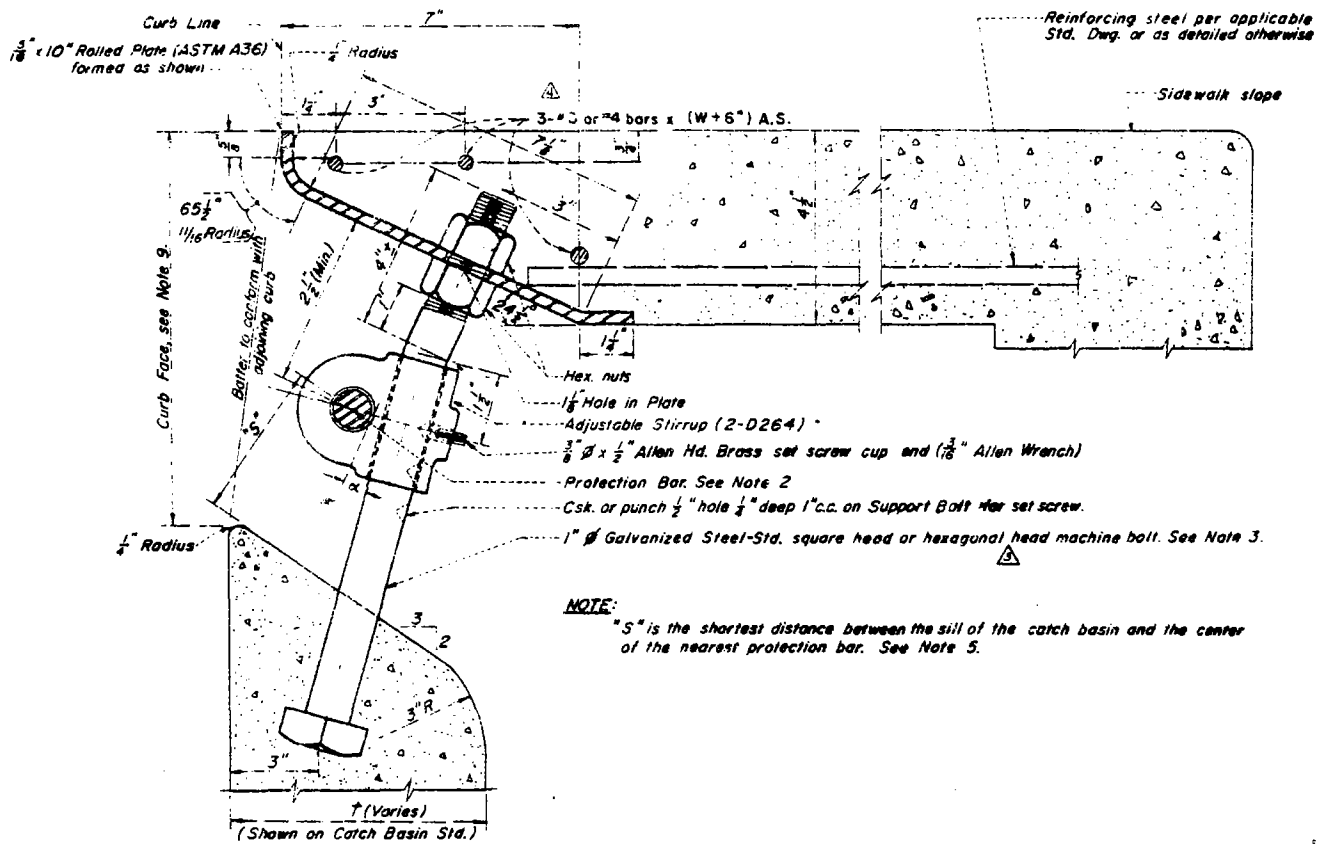 Curb Line
7"
Reinforcing steel per applicable
Std. Dwg. or as detailed otherwise
5/16" x 10" Rolled Plate (ASTM A36)
formed as shown
1/4" Radius
1 1/4"
3"
4
Sidewalk slope
or #4 bars x (W+6") A.S.
7 1/8"
5/8"
4 1/2"
3"
65 1/2°
11/16 Radius
2 1/2" (Min.)
Curb Face, see Note 9.
Batter to conform with
adjoining curb
"S"
1 1/4"
Hex. nuts
1 1/8" Hole in Plate
Adjustable Stirrup (2-D264)
3/8" Ø x 1/2" Allen Hd. Brass set screw cup end (3/16" Allen Wrench)
Protection Bar. See Note 2
Csk. or punch 1/2" hole 1/4" deep 1" c.c. on Support Bolt for set screw.
1" Ø Galvanized Steel-Std. square head or hexagonal head machine bolt. See Note 3.
L
α
1/4" Radius
NOTE:
"S" is the shortest distance between the sill of the catch basin and the center
of the nearest protection bar. See Note 5.
3
2
3" R
3"
T (Varies)
(Shown on Catch Basin Std.)